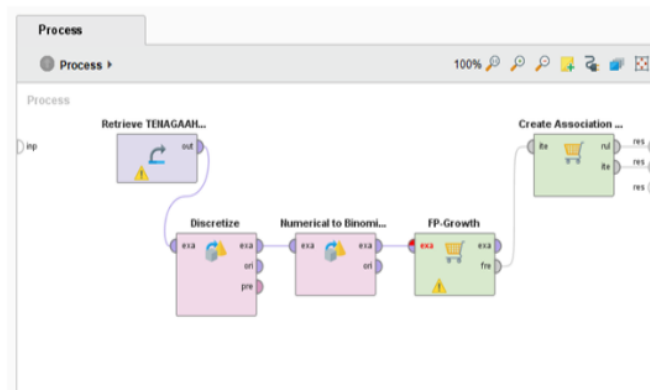 Process
Process
100%
Process
Retrieve TENAGAAH...
Create Association ...
inp
out
ite
rul
res
ite
res
res
Discretize
Numerical to Binomi...
FP-Growth
exa
exa
exa
exa
exa
exa
ori
ori
fre
pre